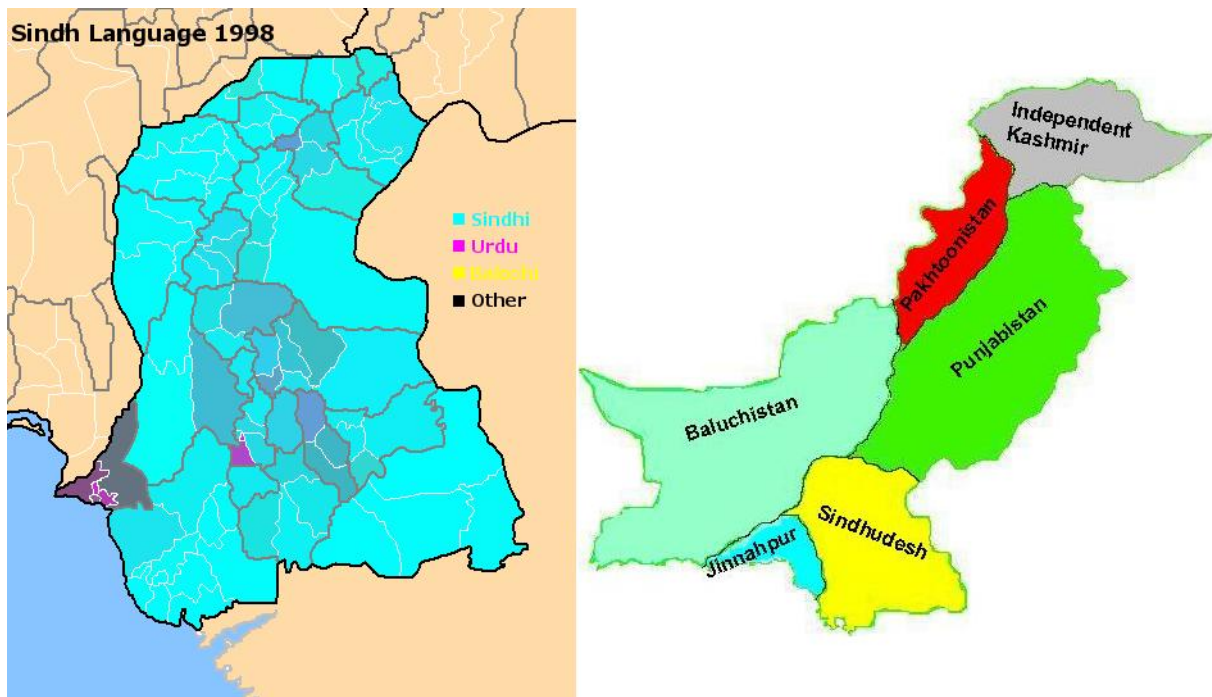 Sindh Language 1998
Sindhi
Urdu
Balochi
Other
Independent
Kashmir
Pakhtoonistan
Punjabistan
Baluchistan
Sindhudesh
Jinnahpur